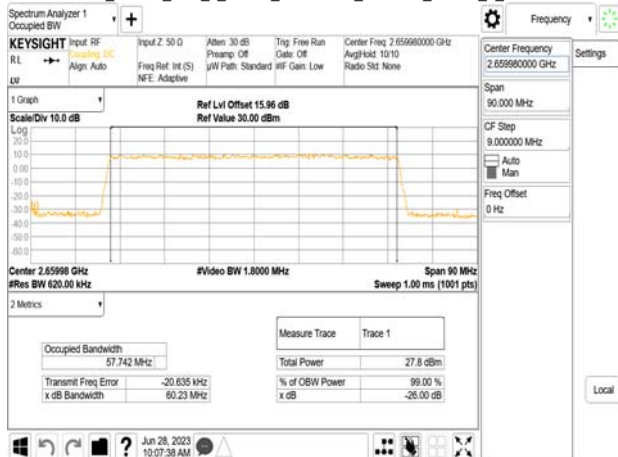 Spectrum Analyzer 1
Occupied BW
+
Frequency
KEYSIGHT
Input: RF
Coupling: DC
Align: Auto
Input Z: 50 Ω
Freq Ref: Int (S)
NFE: Adaptive
Atten: 30 dB
Preamp: Off
µW Path: Standard
Trig: Free Run
Gate: Off
#IF Gain: Low
Center Freq: 2.659980000 GHz
Avg|Hold: 10/10
Radio Std: None
RL
Center Frequency
2.659980000 GHz
Settings
Span
90.000 MHz
CF Step
9.000000 MHz
Auto
Man
Freq Offset
0 Hz
1 Graph
Scale/Div 10.0 dB
Ref Lvl Offset 15.96 dB
Ref Value 30.00 dBm
Log
20.0
10.0
0.00
-10.0
-20.0
-30.0
-40.0
-50.0
-60.0
Center 2.65998 GHz
#Res BW 620.00 kHz
#Video BW 1.8000 MHz
Span 90 MHz
Sweep 1.00 ms (1001 pts)
2 Metrics
Measure Trace
Trace 1
Occupied Bandwidth
57.742 MHz
Total Power
27.8 dBm
Transmit Freq Error
-20.635 kHz
% of OBW Power
99.00 %
x dB Bandwidth
60.23 MHz
x dB
-26.00 dB
Local
?
Jun 28, 2023
10:07:38 AM